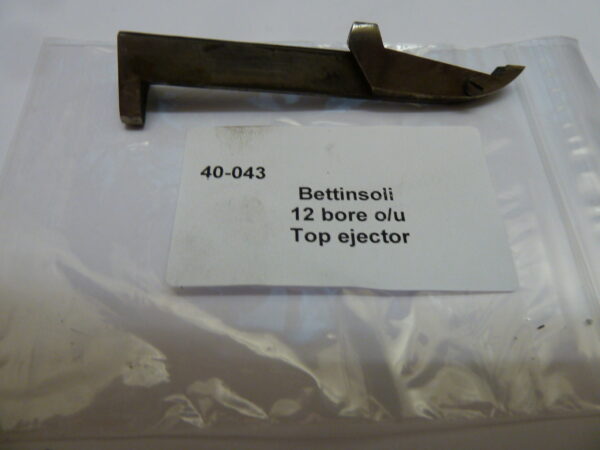 40-043
Bettinsoli
12 bore o/u
Top ejector